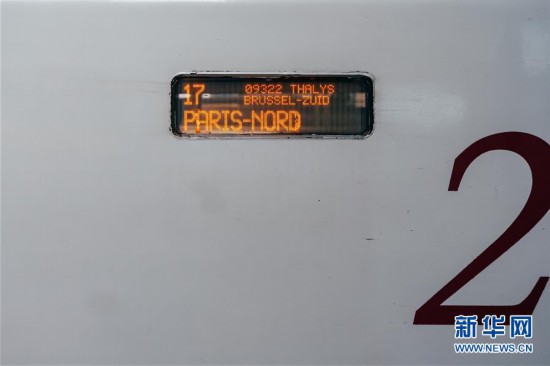 17 09322 THALYS
BRUSSEL-ZUID
PARIS-NORD
2
新华网
WWW.NEWS.CN